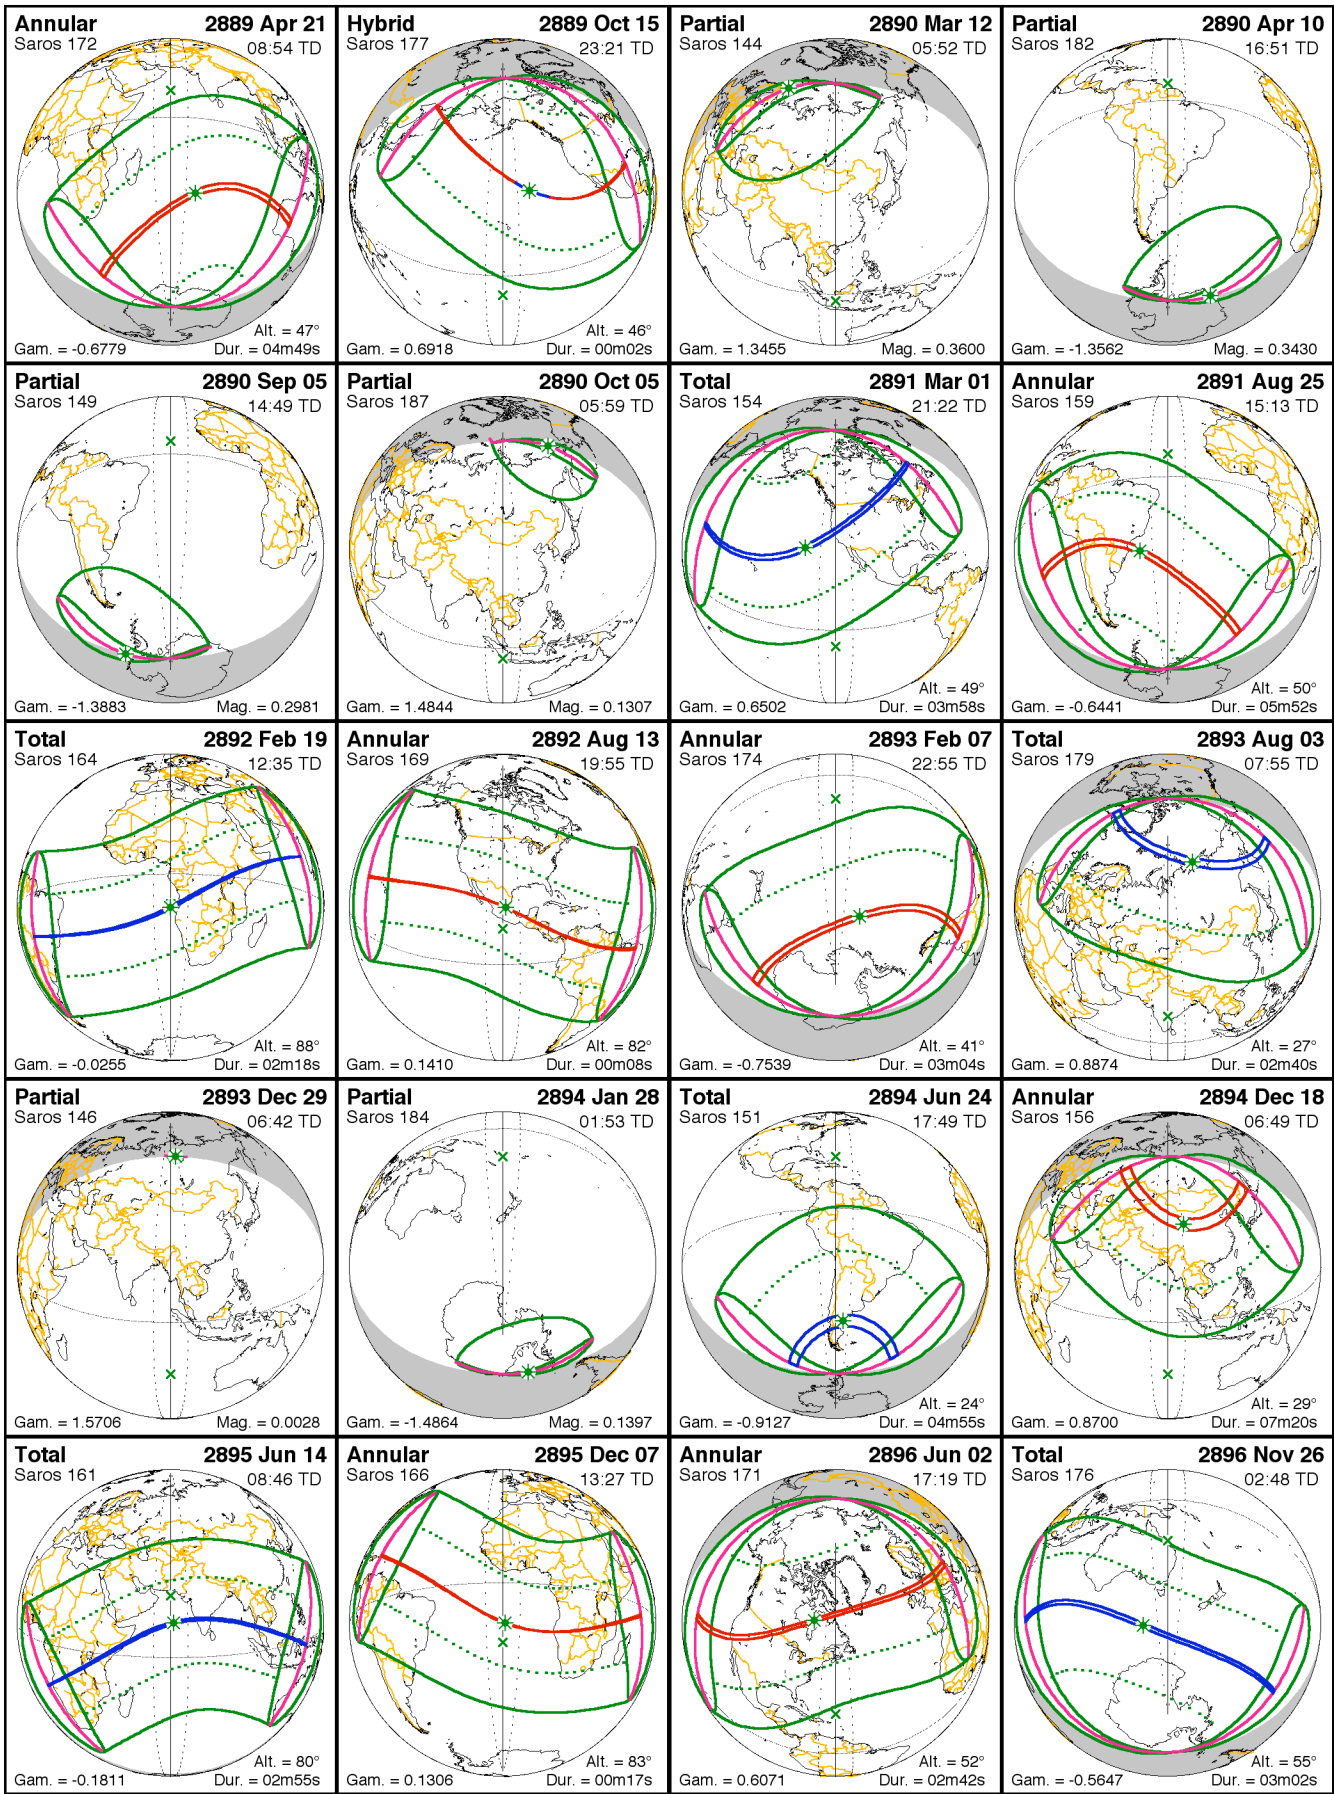 Annular 2889 Apr 21
Saros 172 08:54 TD
Alt. = 47°
Gam. = -0.6779 Dur. = 04m49s
Hybrid 2889 Oct 15
Saros 177 23:21 TD
Alt. = 46°
Gam. = 0.6918 Dur. = 00m02s
Partial 2890 Mar 12
Saros 144 05:52 TD
Gam. = 1.3455 Mag. = 0.3600
Partial 2890 Apr 10
Saros 182 16:51 TD
Gam. = -1.3562 Mag. = 0.3430
Partial 2890 Sep 05
Saros 149 14:49 TD
Gam. = -1.3883 Mag. = 0.2981
Partial 2890 Oct 05
Saros 187 05:59 TD
Gam. = 1.4844 Mag. = 0.1307
Total 2891 Mar 01
Saros 154 21:22 TD
Alt. = 49°
Gam. = 0.6502 Dur. = 03m58s
Annular 2891 Aug 25
Saros 159 15:13 TD
Alt. = 50°
Gam. = -0.6441 Dur. = 05m52s
Total 2892 Feb 19
Saros 164 12:35 TD
Alt. = 88°
Gam. = -0.0255 Dur. = 02m18s
Annular 2892 Aug 13
Saros 169 19:55 TD
Alt. = 82°
Gam. = 0.1410 Dur. = 00m08s
Annular 2893 Feb 07
Saros 174 22:55 TD
Alt. = 41°
Gam. = -0.7539 Dur. = 03m04s
Total 2893 Aug 03
Saros 179 07:55 TD
Alt. = 27°
Gam. = 0.8874 Dur. = 02m40s
Partial 2893 Dec 29
Saros 146 06:42 TD
Gam. = 1.5706 Mag. = 0.0028
Partial 2894 Jan 28
Saros 184 01:53 TD
Gam. = -1.4864 Mag. = 0.1397
Total 2894 Jun 24
Saros 151 17:49 TD
Alt. = 24°
Gam. = -0.9127 Dur. = 04m55s
Annular 2894 Dec 18
Saros 156 06:49 TD
Alt. = 29°
Gam. = 0.8700 Dur. = 07m20s
Total 2895 Jun 14
Saros 161 08:46 TD
Alt. = 80°
Gam. = -0.1811 Dur. = 02m55s
Annular 2895 Dec 07
Saros 166 13:27 TD
Alt. = 83°
Gam. = 0.1306 Dur. = 00m17s
Annular 2896 Jun 02
Saros 171 17:19 TD
Alt. = 52°
Gam. = 0.6071 Dur. = 02m42s
Total 2896 Nov 26
Saros 176 02:48 TD
Alt. = 55°
Gam. = -0.5647 Dur. = 03m02s